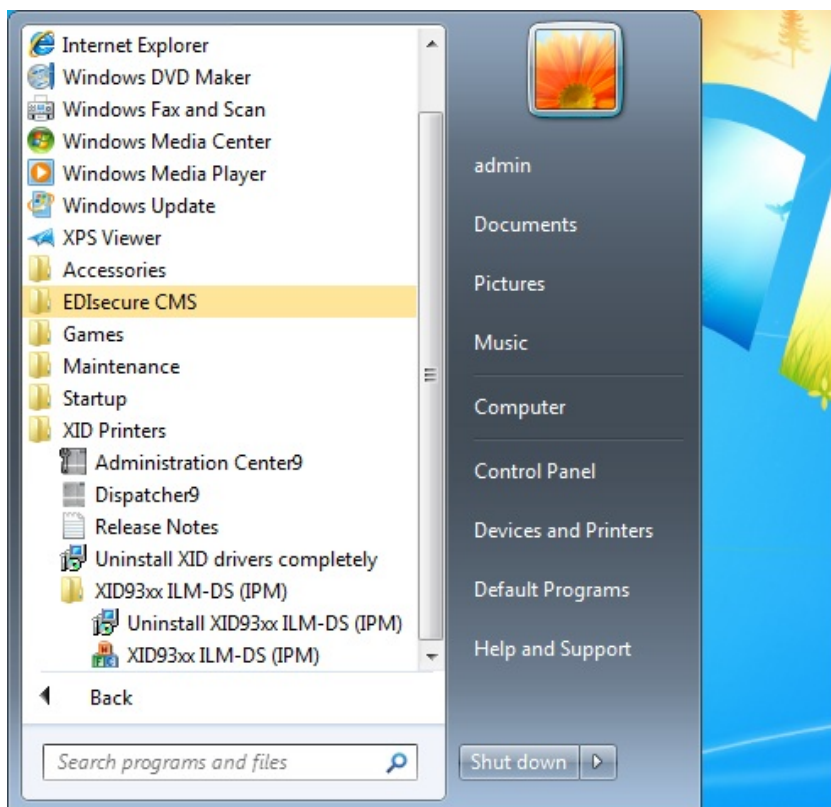 Internet Explorer
Windows DVD Maker
Windows Fax and Scan
Windows Media Center
Windows Media Player
Windows Update
XPS Viewer
Accessories
EDIsecure CMS
Games
Maintenance
Startup
XID Printers
Administration Center9
Dispatcher9
Release Notes
Uninstall XID drivers completely
XID93xx ILM-DS (IPM)
Uninstall XID93xx ILM-DS (IPM)
XID93xx ILM-DS (IPM)
Back
Search programs and files
admin
Documents
Pictures
Music
Computer
Control Panel
Devices and Printers
Default Programs
Help and Support
Shut down